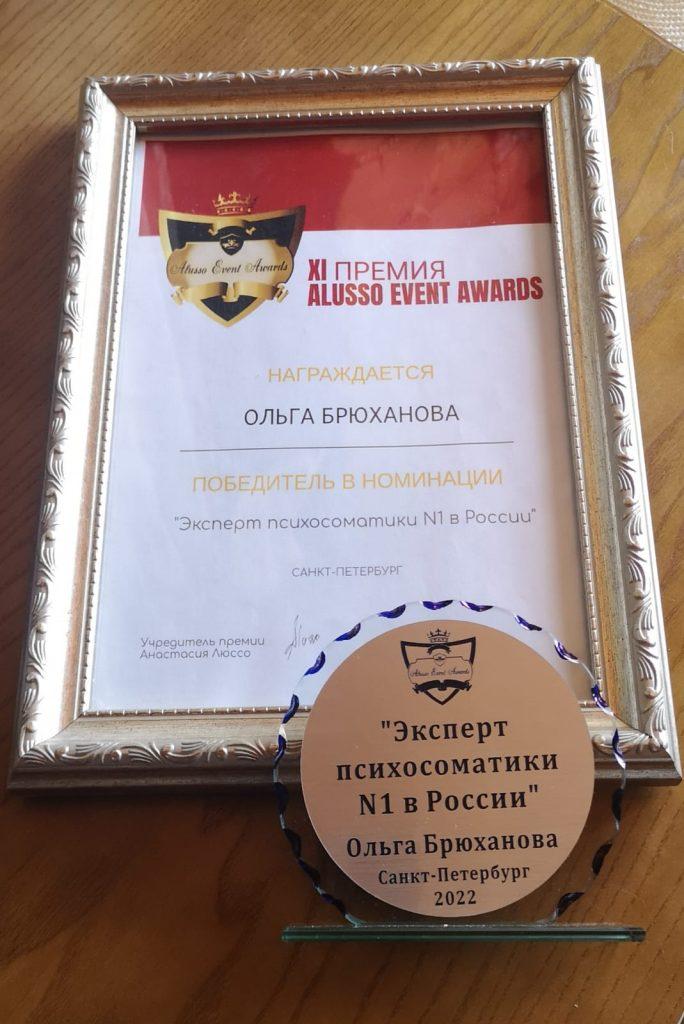 Alusso Event Awards
XI ПРЕМИЯ
ALUSSO EVENT AWARDS
НАГРАЖДАЕТСЯ
ОЛЬГА БРЮХАНОВА
ПОБЕДИТЕЛЬ В НОМИНАЦИИ
"Эксперт психосоматики N1 в России"
САНКТ-ПЕТЕРБУРГ
Учредитель премии
Анастасия Люссо
Alusso Event Awards
"Эксперт
психосоматики
N1 в России"
Ольга Брюханова
Санкт-Петербург
2022